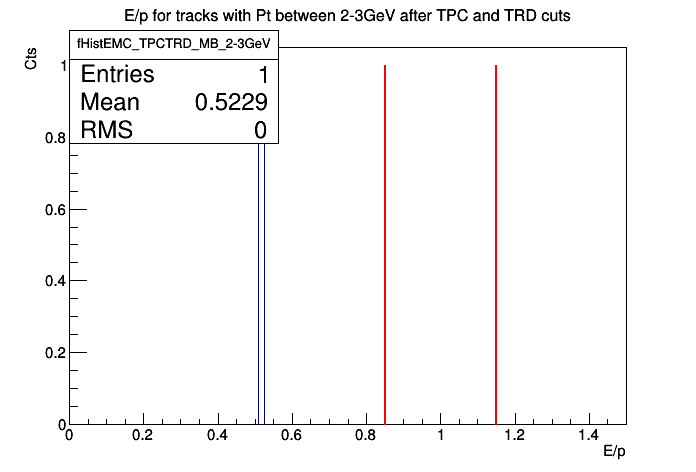 E/p for tracks with Pt between 2-3GeV after TPC and TRD cuts
fHistEMC_TPCTRD_MB_2-3GeV
Entries 1
Mean 0.5229
RMS 0
Cts
1
0.8
0.6
0.4
0.2
0
0 0.2 0.4 0.6 0.8 1 1.2 1.4
E/p